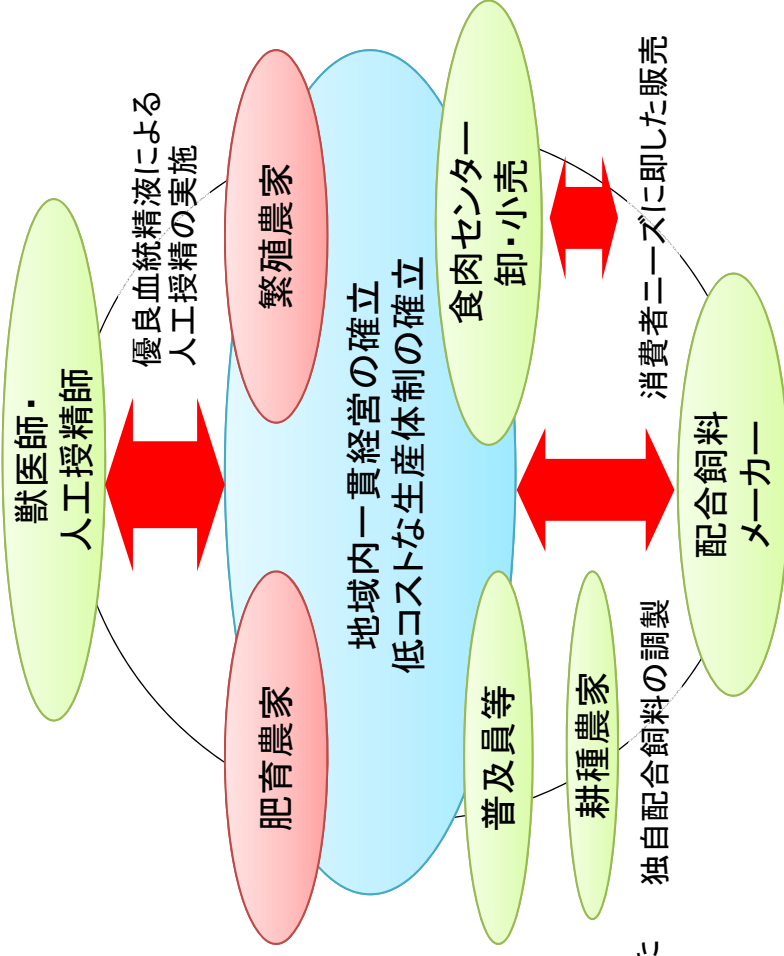 獣医師・
人工授精師
優良血統精液による
人工授精の実施
肥育農家
繁殖農家
地域内一貫経営の確立
低コストな生産体制の確立
普及員等
食肉センター
卸・小売
耕種農家
独自配合飼料の調製
消費者ニーズに即した販売
配合飼料
メーカー